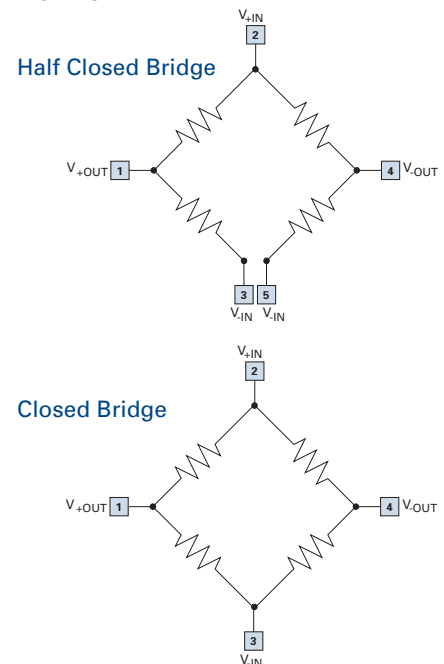 V+IN
2
Half Closed Bridge
V+OUT 1 4 V-OUT
3 5
V-IN V-IN
V+IN
2
Closed Bridge
V+OUT 1 4 V-OUT
3
V-IN